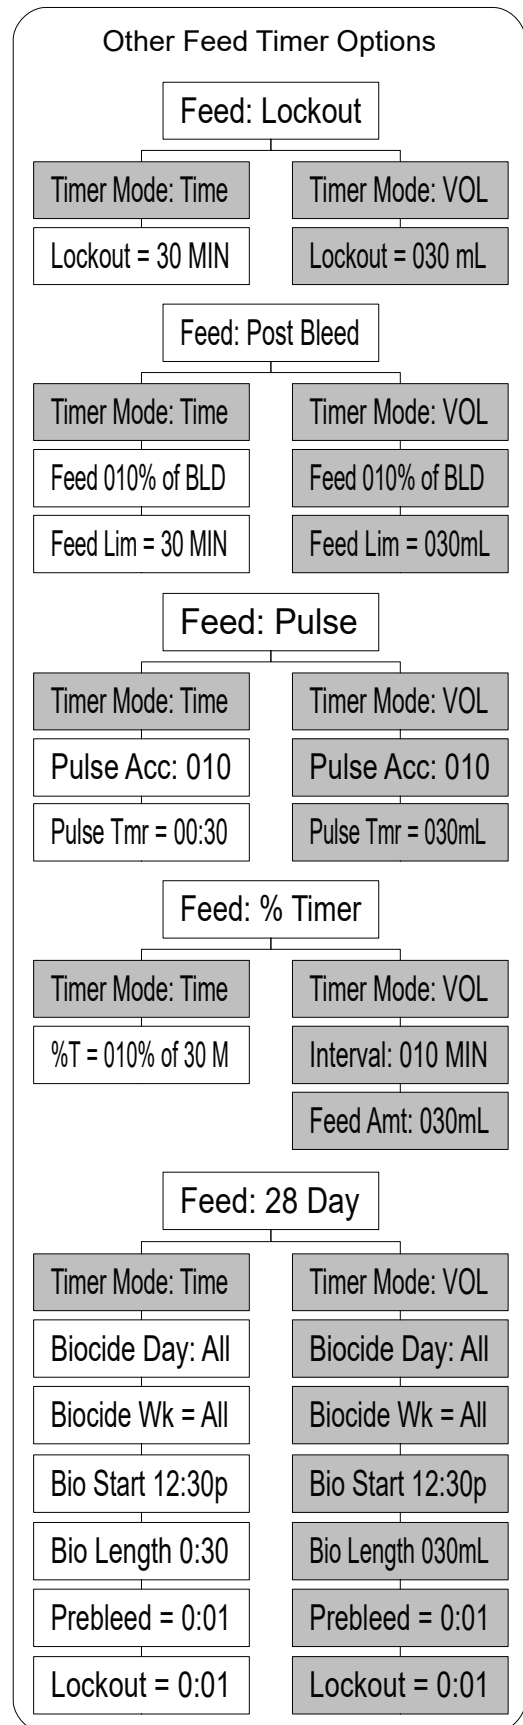 Other Feed Timer Options
Feed: Lockout
Timer Mode: Time
Timer Mode: VOL
Lockout = 30 MIN
Lockout = 030 mL
Feed: Post Bleed
Timer Mode: Time
Timer Mode: VOL
Feed 010% of BLD
Feed 010% of BLD
Feed Lim = 30 MIN
Feed Lim = 030mL
Feed: Pulse
Timer Mode: Time
Timer Mode: VOL
Pulse Acc: 010
Pulse Acc: 010
Pulse Tmr = 00:30
Pulse Tmr = 030mL
Feed: % Timer
Timer Mode: Time
Timer Mode: VOL
%T = 010% of 30 M
Interval: 010 MIN
Feed Amt: 030mL
Feed: 28 Day
Timer Mode: Time
Timer Mode: VOL
Biocide Day: All
Biocide Day: All
Biocide Wk = All
Biocide Wk = All
Bio Start 12:30p
Bio Start 12:30p
Bio Length 0:30
Bio Length 030mL
Prebleed = 0:01
Prebleed = 0:01
Lockout = 0:01
Lockout = 0:01